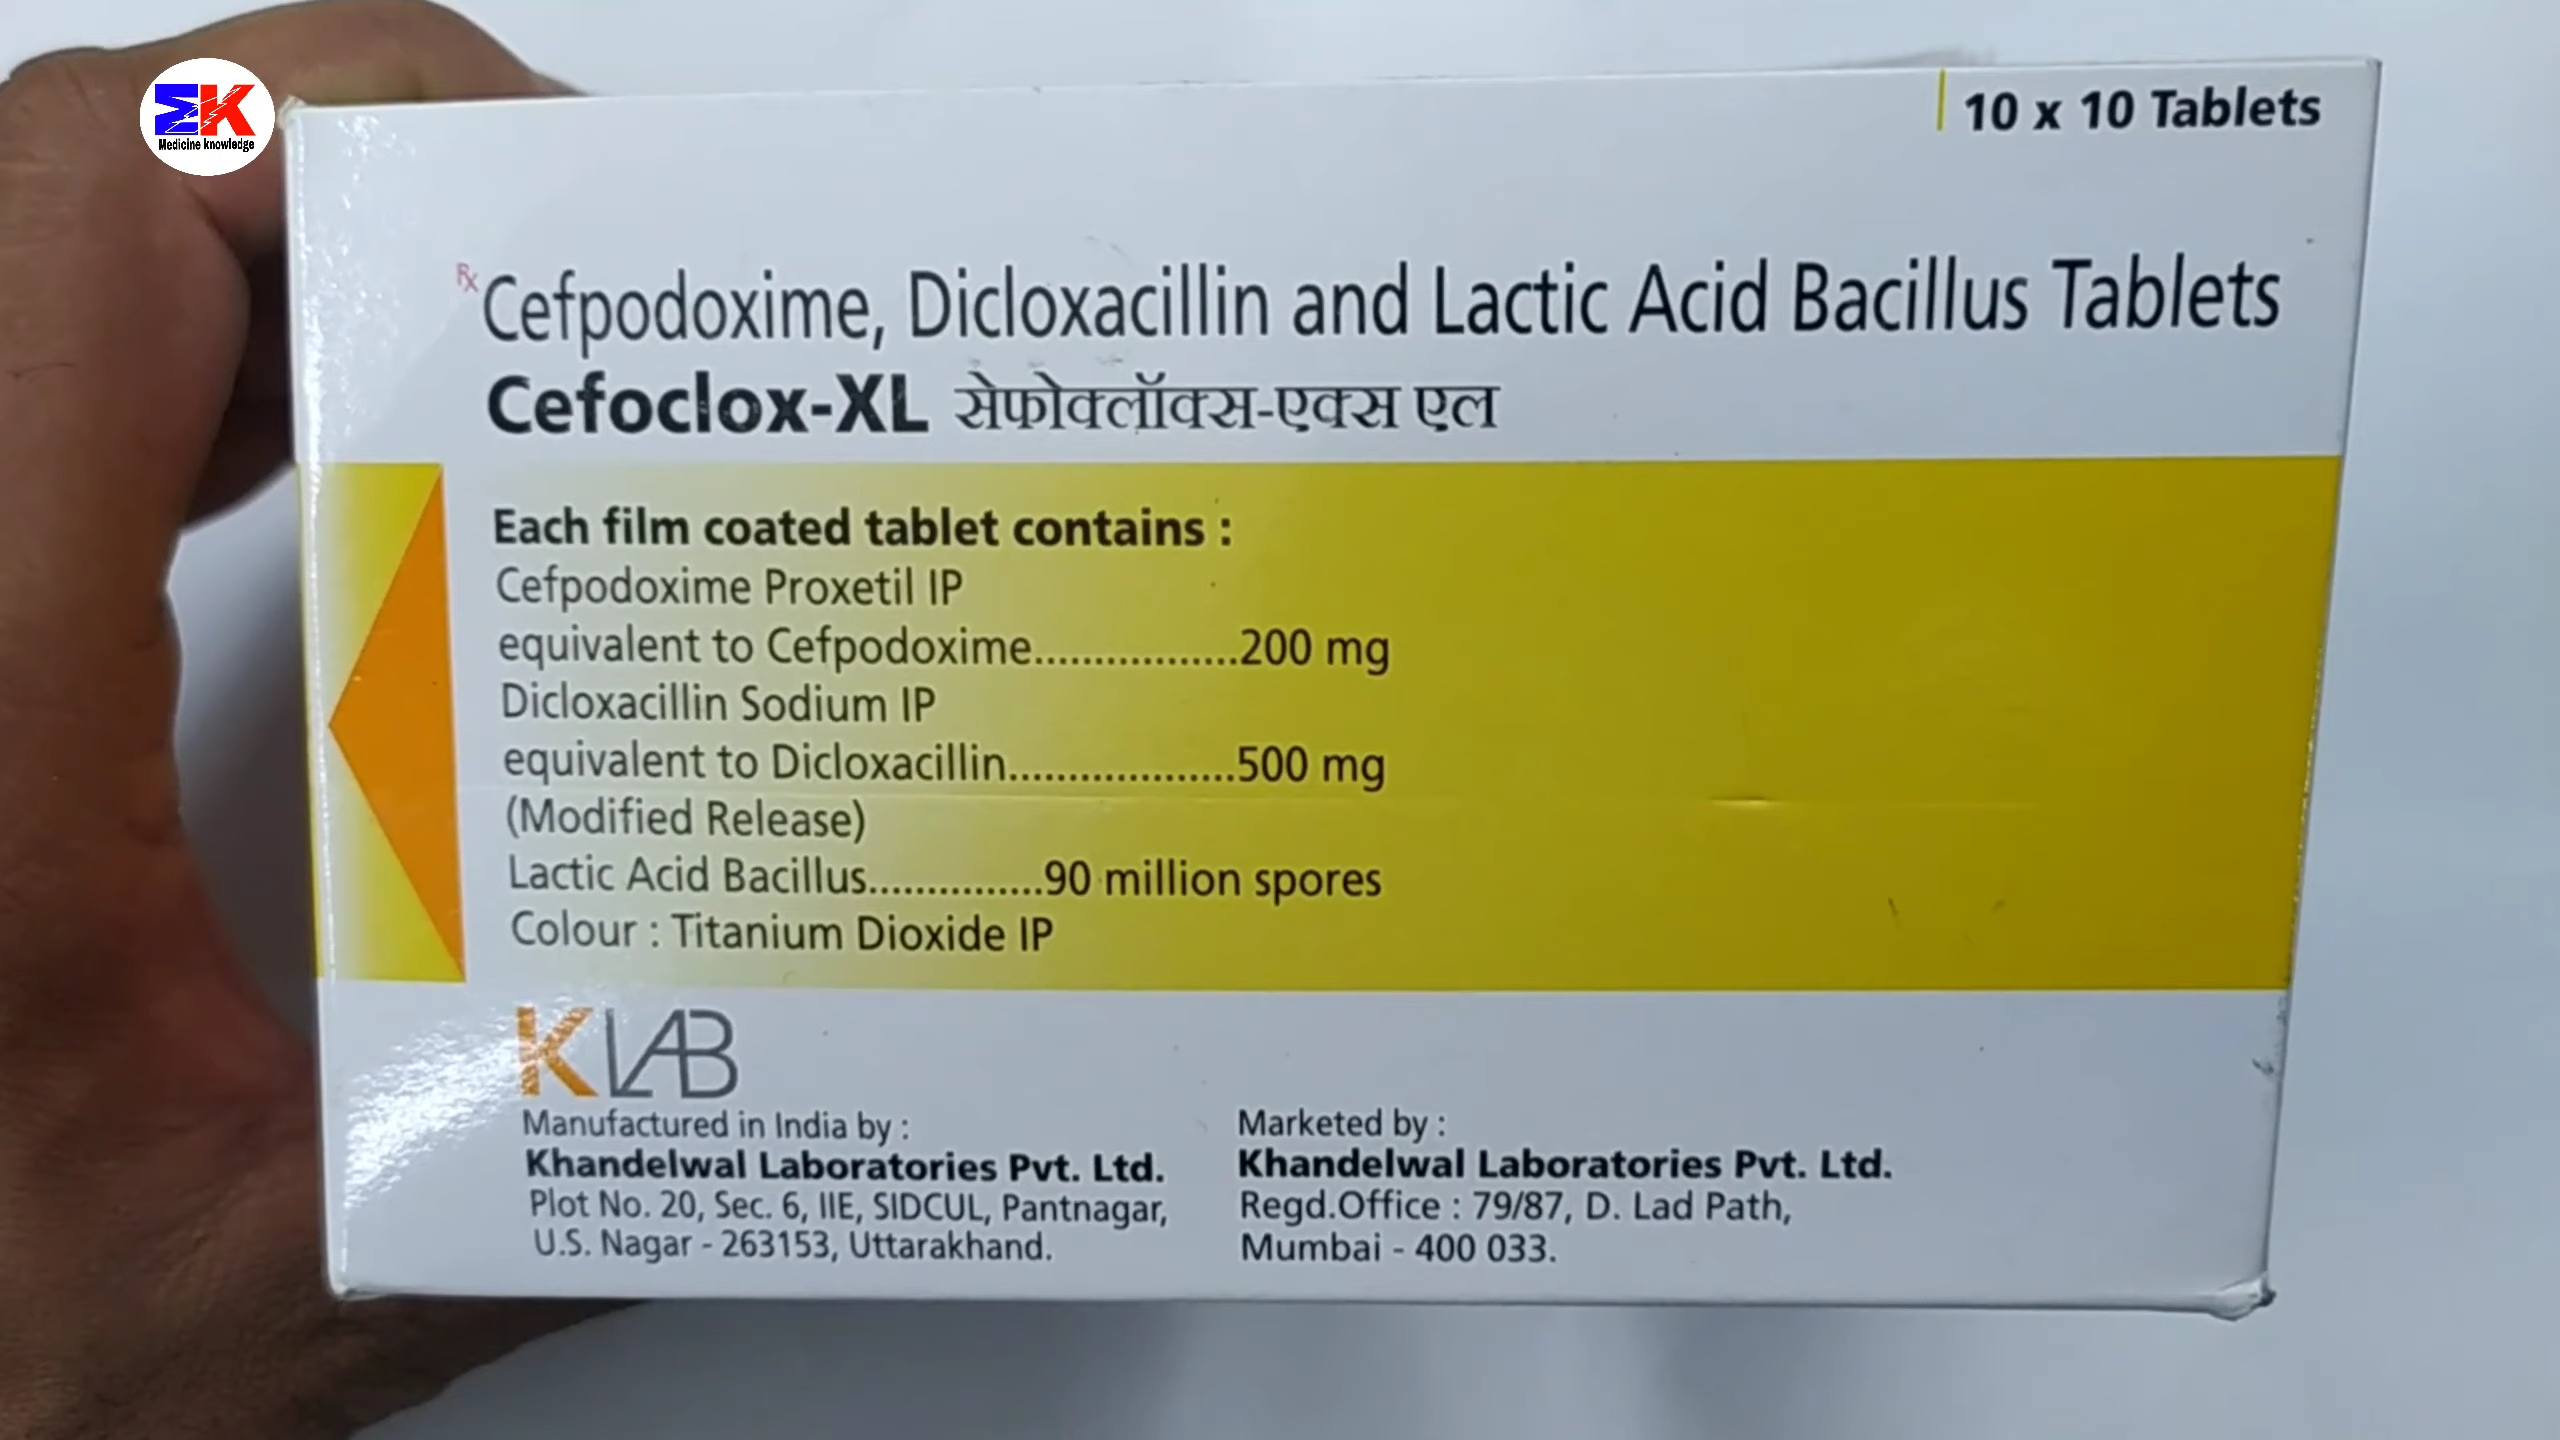 MK
Medicine knowledge
10 x 10 Tablets
Rx Cefpodoxime, Dicloxacillin and Lactic Acid Bacillus Tablets
Cefoclox-XL सेफोक्लॉक्स-एक्स एल
Each film coated tablet contains :
Cefpodoxime Proxetil IP
equivalent to Cefpodoxime.................200 mg
Dicloxacillin Sodium IP
equivalent to Dicloxacillin...................500 mg
(Modified Release)
Lactic Acid Bacillus...............90 million spores
Colour : Titanium Dioxide IP
KLAB
Manufactured in India by :
Khandelwal Laboratories Pvt. Ltd.
Plot No. 20, Sec. 6, IIE, SIDCUL, Pantnagar,
U.S. Nagar - 263153, Uttarakhand.
Marketed by :
Khandelwal Laboratories Pvt. Ltd.
Regd.Office : 79/87, D. Lad Path,
Mumbai - 400 033.